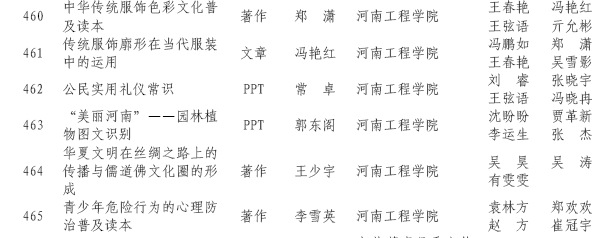 中华传统服饰色彩文化普 王春艳 冯艳红
460 著作 郑 潇 河南工程学院
及读本 王弦语 亓允彬
传统服饰廓形在当代服装 冯鹏如 郑 潇
461 文章 冯艳红 河南工程学院
中的运用 王春艳 吴雪影
刘 睿 张晓宇
462 公民实用礼仪常识 PPT 常 卓 河南工程学院
王弦语 冯晓冉
“美丽河南”——园林植 沈盼盼 贾革新
463 PPT 郭东阁 河南工程学院
物图文识别 李运生 张 杰
华夏文明在丝绸之路上的
吴 昊 吴 涛
464 传播与儒道佛文化圈的形 著作 王少宇 河南工程学院
有雯雯
成
青少年危险行为的心理防 袁林方 郑欢欢
465 著作 李雪英 河南工程学院
治普及读本 赵 方 崔冠宇